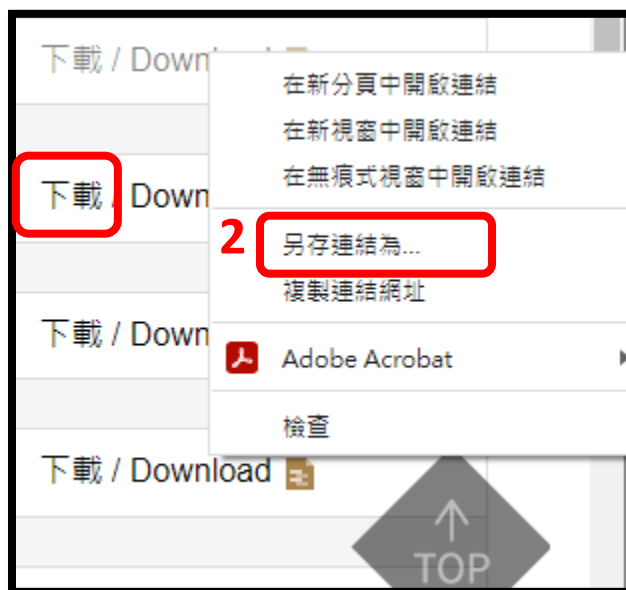 下載 / Down
在新分頁中開啟連結
在新視窗中開啟連結
在無痕式視窗中開啟連結
下載 / Down
2
另存連結為...
複製連結網址
下載 / Down
Adobe Acrobat
檢查
下載 / Download
TOP